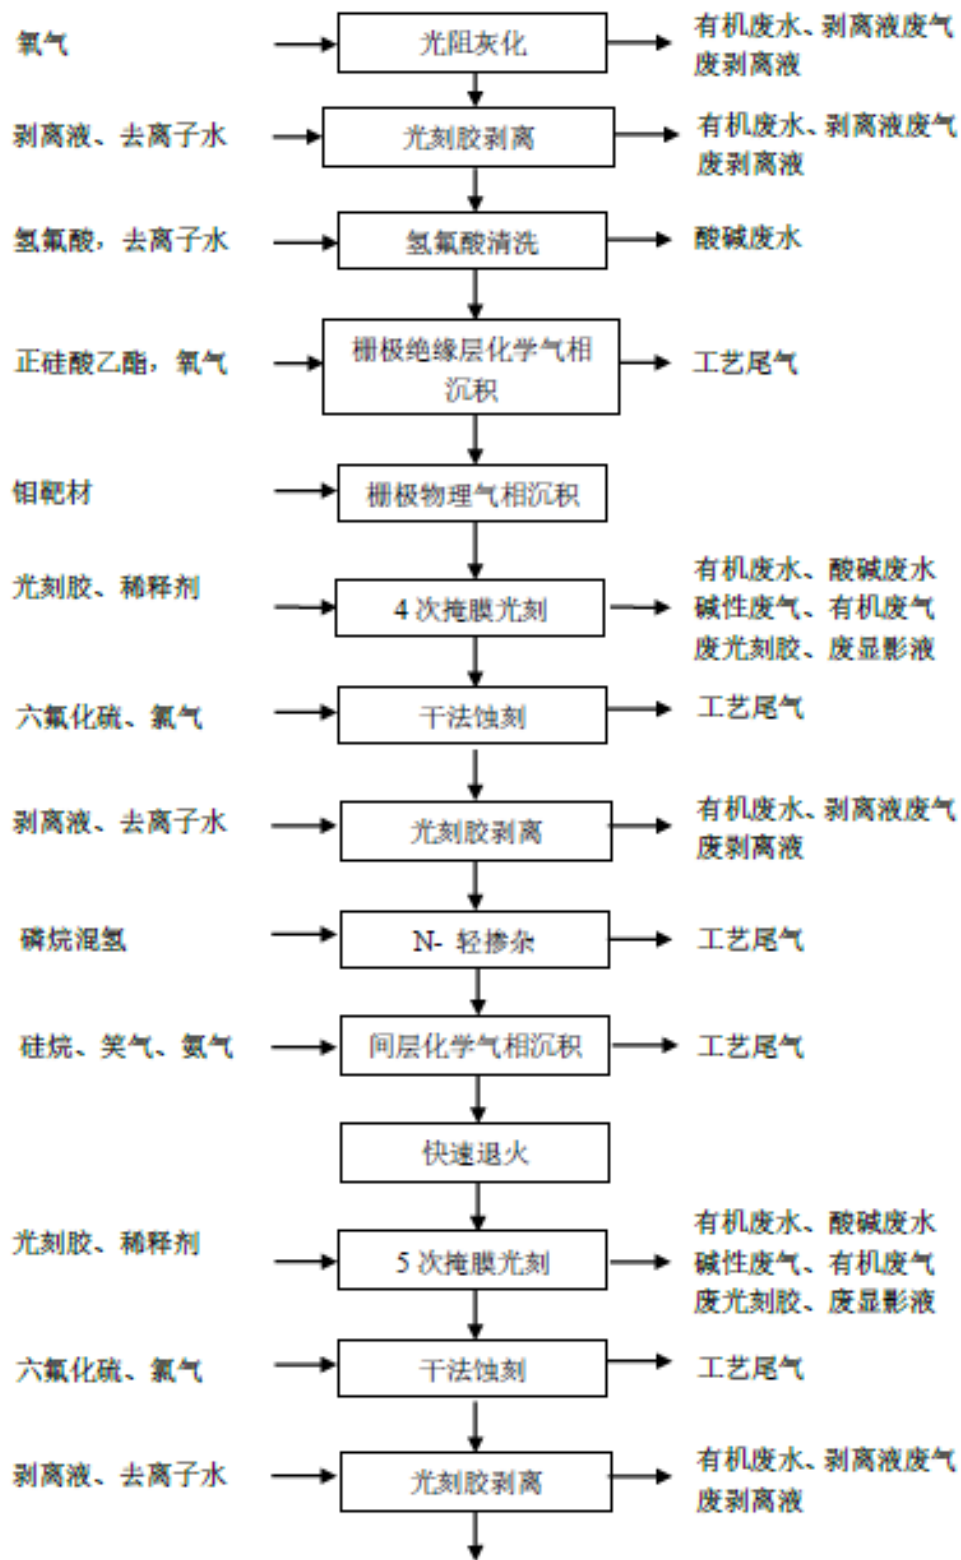 氧气
光阻灰化
有机废水、剥离液废气
废剥离液
剥离液、去离子水
光刻胶剥离
有机废水、剥离液废气
废剥离液
氢氟酸，去离子水
氢氟酸清洗
酸碱废水
正硅酸乙酯，氧气
栅极绝缘层化学气相
沉积
工艺尾气
钼靶材
栅极物理气相沉积
光刻胶、稀释剂
4 次掩膜光刻
有机废水、酸碱废水
碱性废气、有机废气
废光刻胶、废显影液
六氟化硫、氯气
干法蚀刻
工艺尾气
剥离液、去离子水
光刻胶剥离
有机废水、剥离液废气
废剥离液
磷烷混氢
N- 轻掺杂
工艺尾气
硅烷、笑气、氨气
间层化学气相沉积
工艺尾气
快速退火
光刻胶、稀释剂
5 次掩膜光刻
有机废水、酸碱废水
碱性废气、有机废气
废光刻胶、废显影液
六氟化硫、氯气
干法蚀刻
工艺尾气
剥离液、去离子水
光刻胶剥离
有机废水、剥离液废气
废剥离液